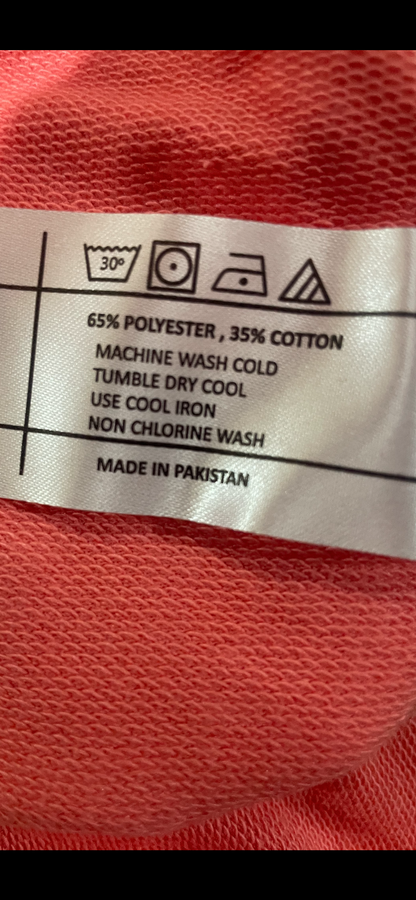 30º
65% POLYESTER , 35% COTTON
MACHINE WASH COLD
TUMBLE DRY COOL
USE COOL IRON
NON CHLORINE WASH
MADE IN PAKISTAN